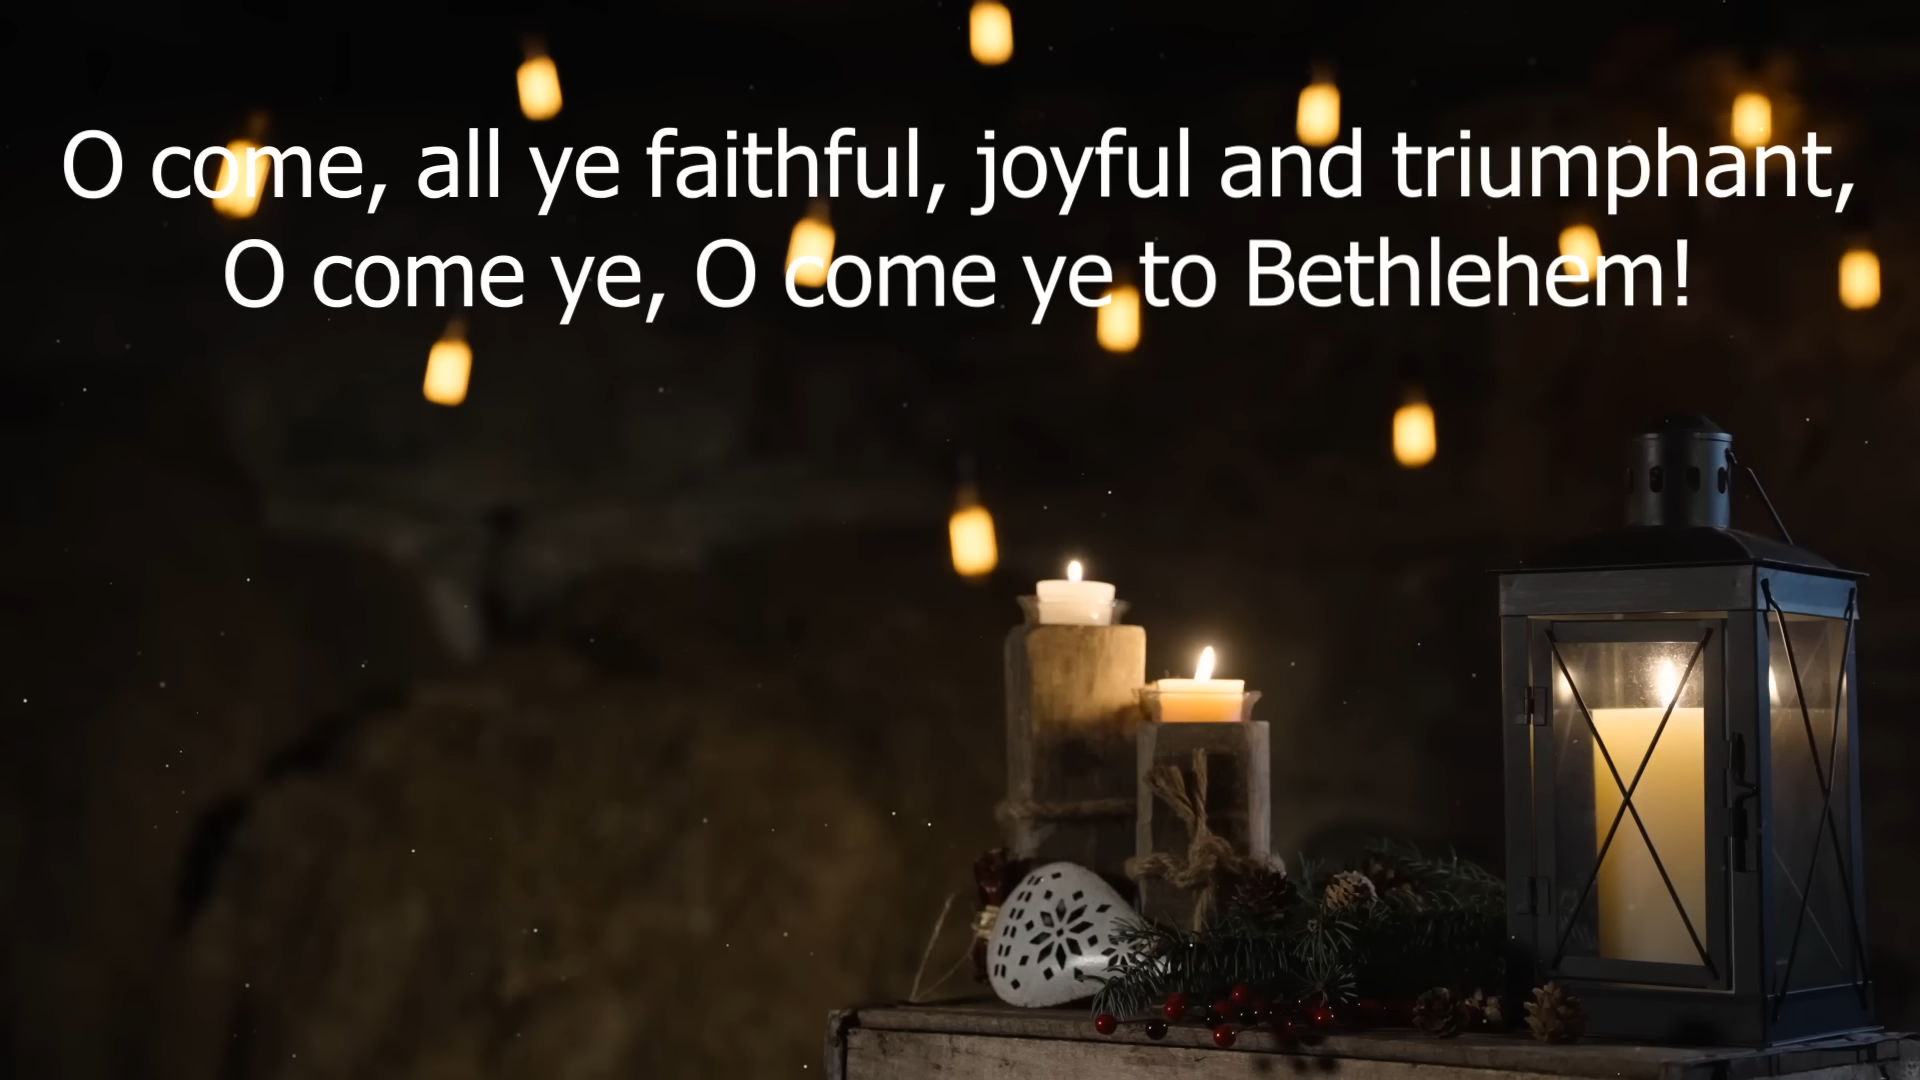 O come, all ye faithful, joyful and triumphant,
O come ye, O come ye to Bethlehem!